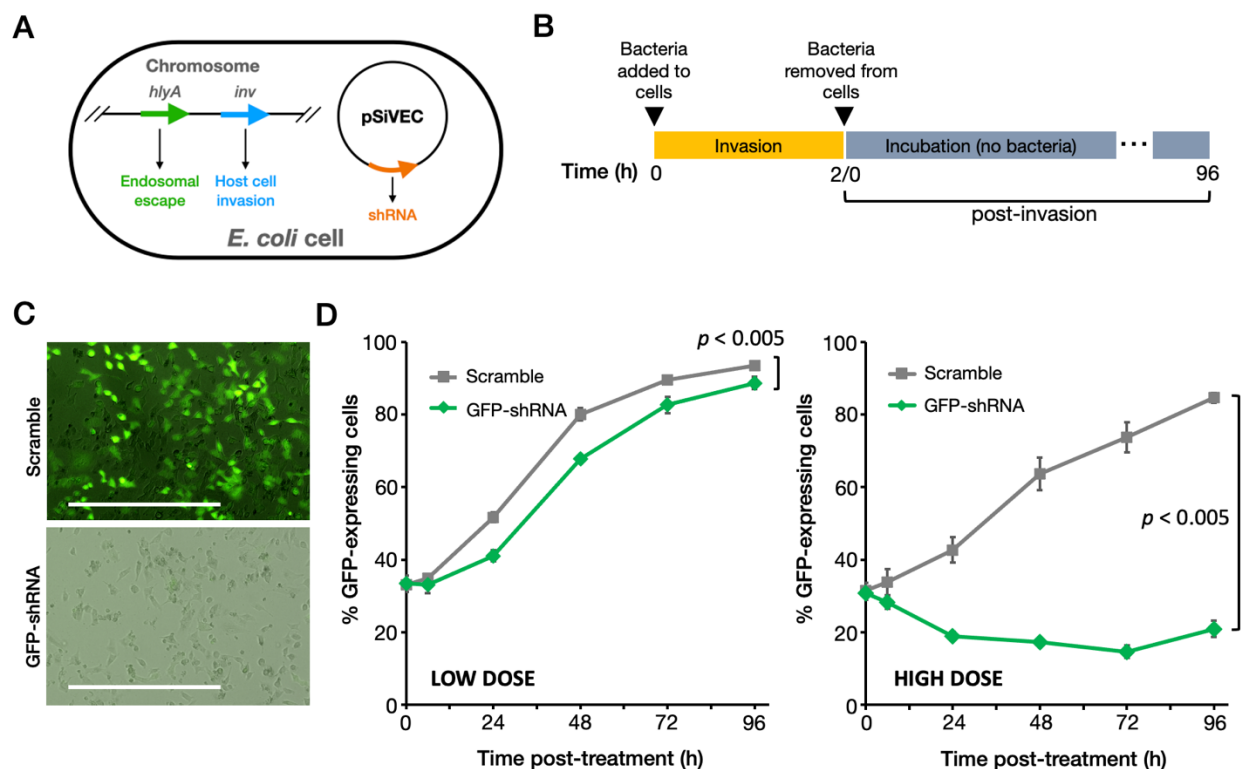 A
Chromosome
hlyA
inv
pSiVEC
Endosomal
escape
Host cell
invasion
shRNA
E. coli cell
B
Bacteria
added to
cells
Bacteria
removed from
cells
Invasion
Incubation (no bacteria)
...
Time (h)
0
2/0
96
post-invasion
C
Scramble
GFP-shRNA
D
% GFP-expressing cells
100
80
60
40
20
0
Scramble
GFP-shRNA
p < 0.005
LOW DOSE
0
24
48
72
96
Time post-treatment (h)
% GFP-expressing cells
100
80
60
40
20
0
Scramble
GFP-shRNA
p < 0.005
HIGH DOSE
0
24
48
72
96
Time post-treatment (h)